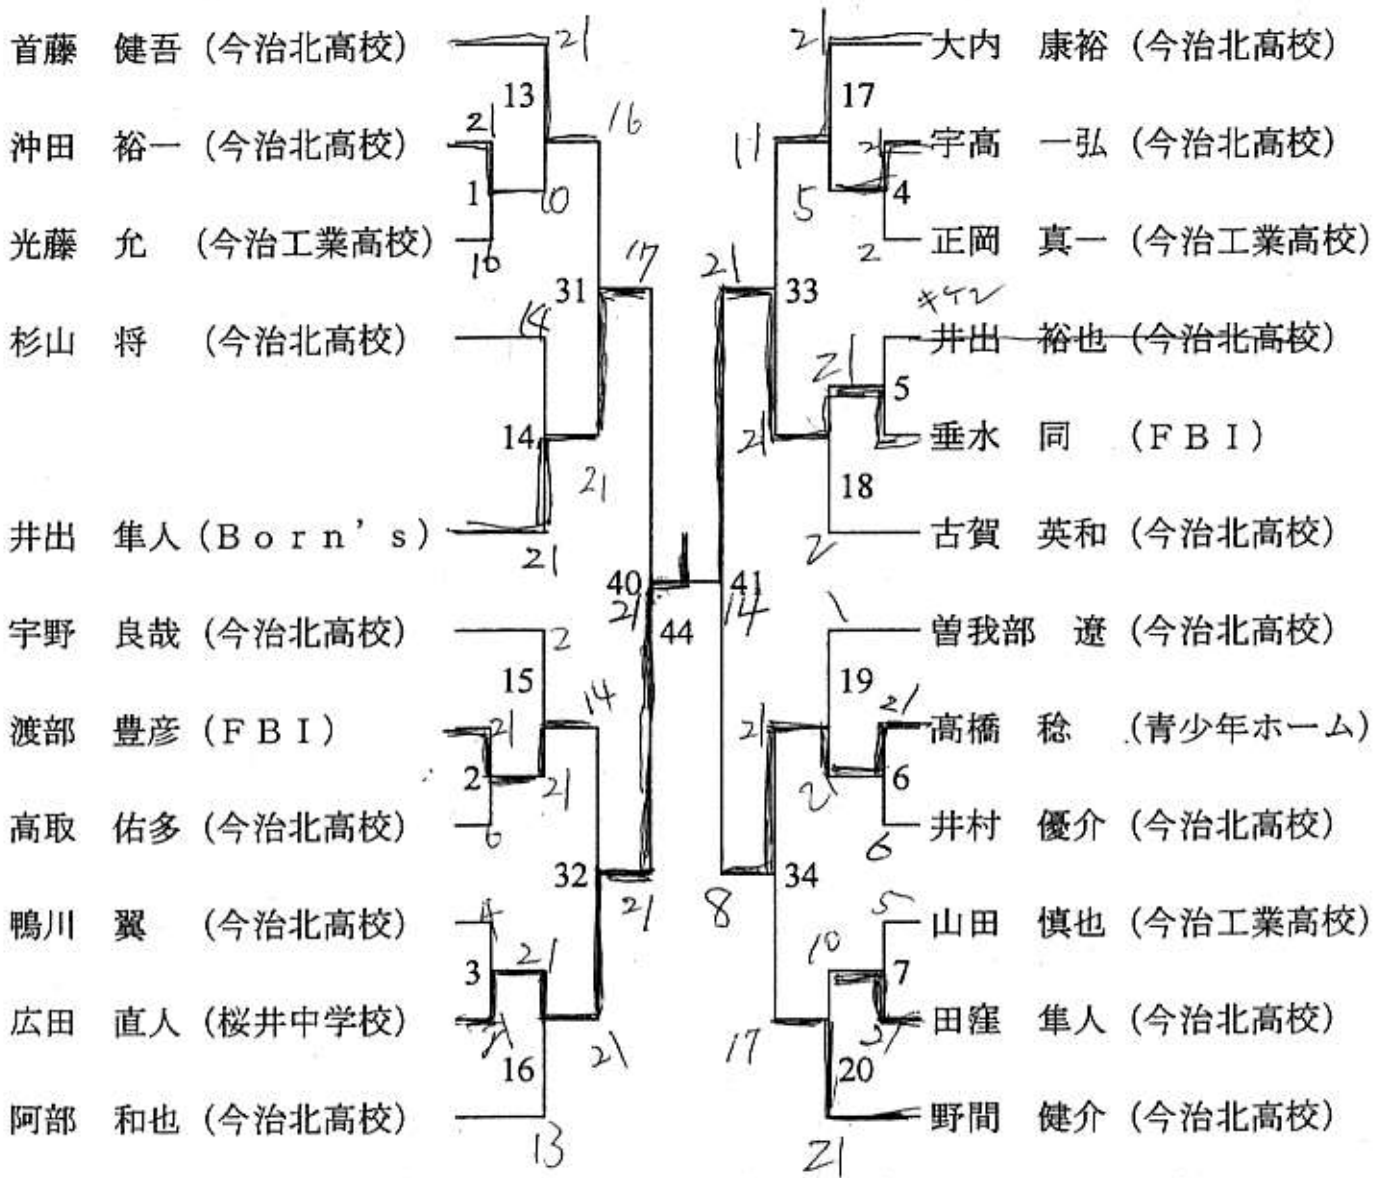 首藤 健吾 (今治北高校) 21 21 大内 康裕 (今治北高校)
13 17
沖田 裕一 (今治北高校) 21 16 11 21 宇高 一弘 (今治北高校)
1 10 5 4
光藤 允 (今治工業高校) 10 2 正岡 真一 (今治工業高校)
31 17 21 33 キケン
杉山 将 (今治北高校) 14 井出 裕也 (今治北高校)
21 5
14 21 垂水 同 (FBI)
21 18
井出 隼人 (Born's) 21 2 古賀 英和 (今治北高校)
40 41
21 44 14
宇野 良哉 (今治北高校) 2 1 曽我部 遼 (今治北高校)
15 19
渡部 豊彦 (FBI) 21 14 21 21 高橋 稔 (青少年ホーム)
2 21 21 6
高取 佑多 (今治北高校) 6 6 井村 優介 (今治北高校)
32 21 8 34
鴨川 翼 (今治北高校) 4 5 山田 慎也 (今治工業高校)
3 21 10 7
広田 直人 (桜井中学校) 21 21 17 21 田窪 隼人 (今治北高校)
16 20
阿部 和也 (今治北高校) 13 21 野間 健介 (今治北高校)